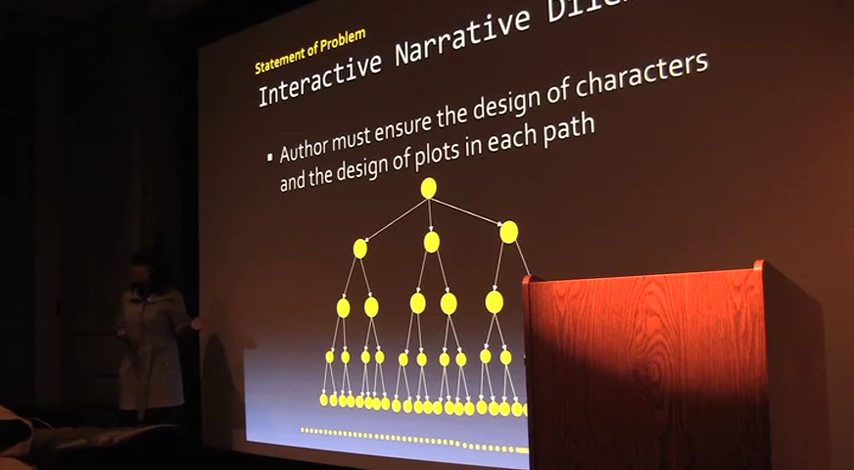 Statement of Problem
Interactive Narrative
Author must ensure the design of characters
and the design of plots in each path